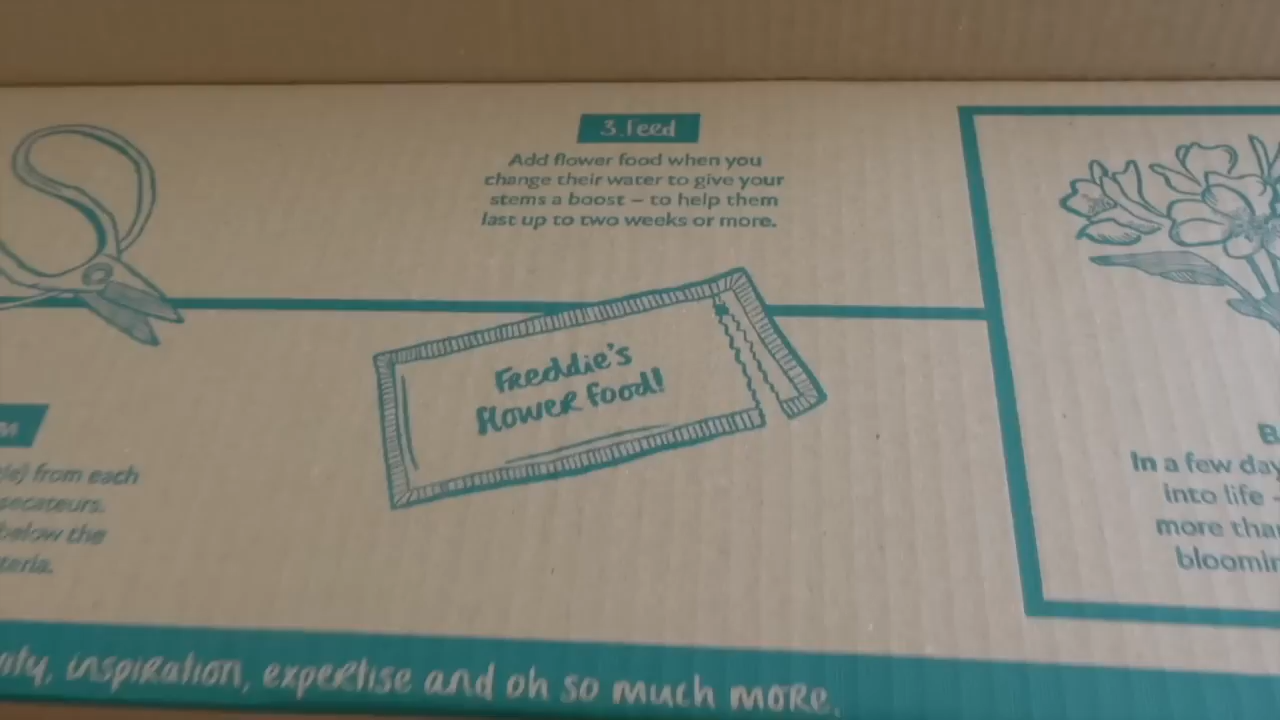 3. Feed
Add flower food when you
change their water to give your
stems a boost – to help them
last up to two weeks or more.
Freddie's
Flower Food!
from each
secateurs.
below the
In a few day
into life -
more than
bloomin
inspiration, expertise and oh so much more.